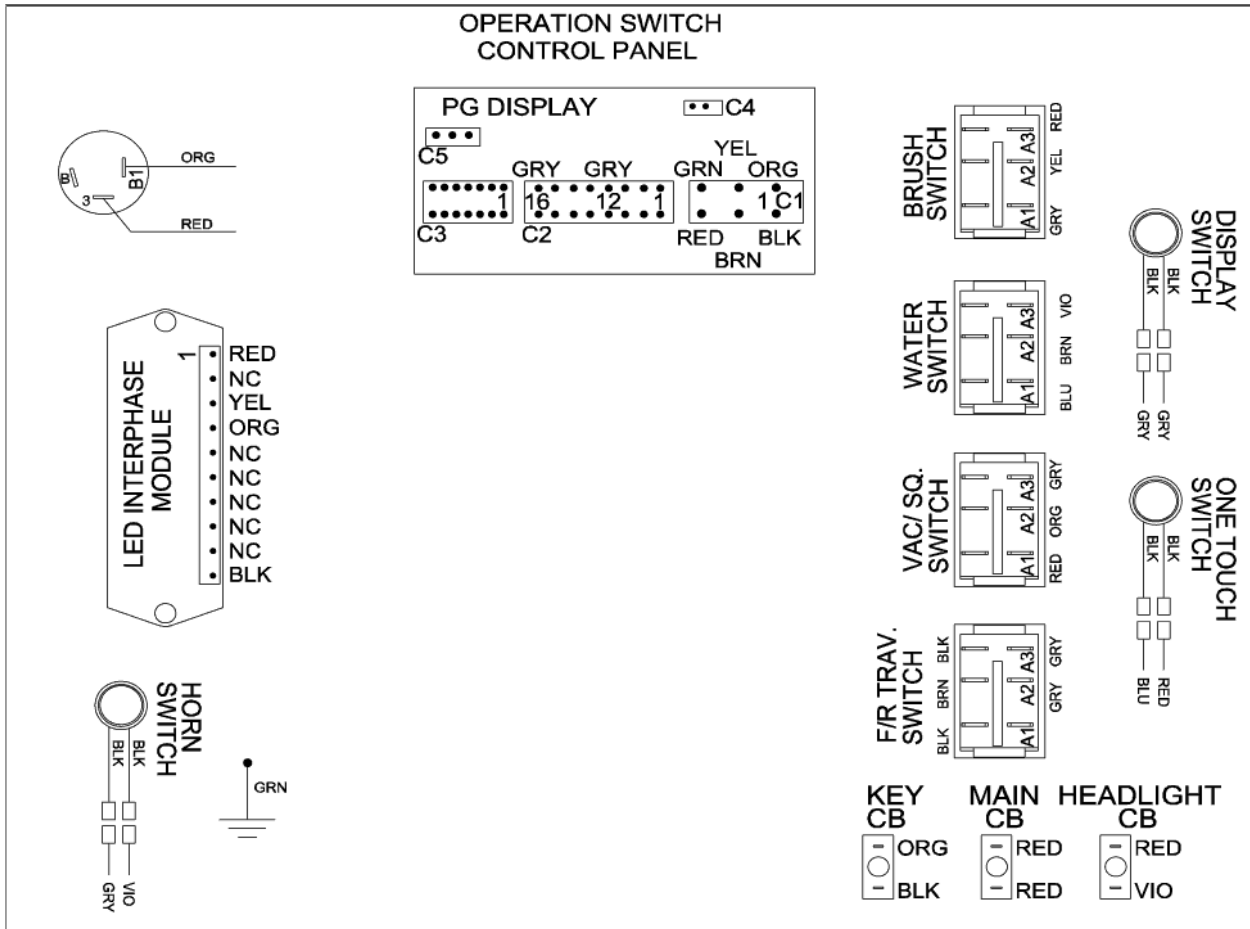 OPERATION SWITCH
CONTROL PANEL
B
B1
3
ORG
RED
PG DISPLAY
C4
C5
GRY GRY GRN YEL ORG
1 16 12 1 1 C1
C3 C2 RED BLK
BRN
BRUSH
SWITCH
A3 RED
A2 YEL
A1 GRY
DISPLAY
SWITCH
BLK BLK
GRY GRY
LED INTERPHASE
MODULE
1
RED
NC
YEL
ORG
NC
NC
NC
NC
NC
BLK
WATER
SWITCH
A3 VIO
A2 BRN
A1 BLU
VAC/ SQ.
SWITCH
A3 GRY
A2 ORG
A1 RED
ONE TOUCH
SWITCH
BLK BLK
BLU RED
F/R TRAV.
SWITCH
BLK A3 GRY
BRN A2 GRY
BLK A1
HORN
SWITCH
BLK BLK
GRY VIO
GRN
KEY
CB
ORG
BLK
MAIN
CB
RED
RED
HEADLIGHT
CB
RED
VIO